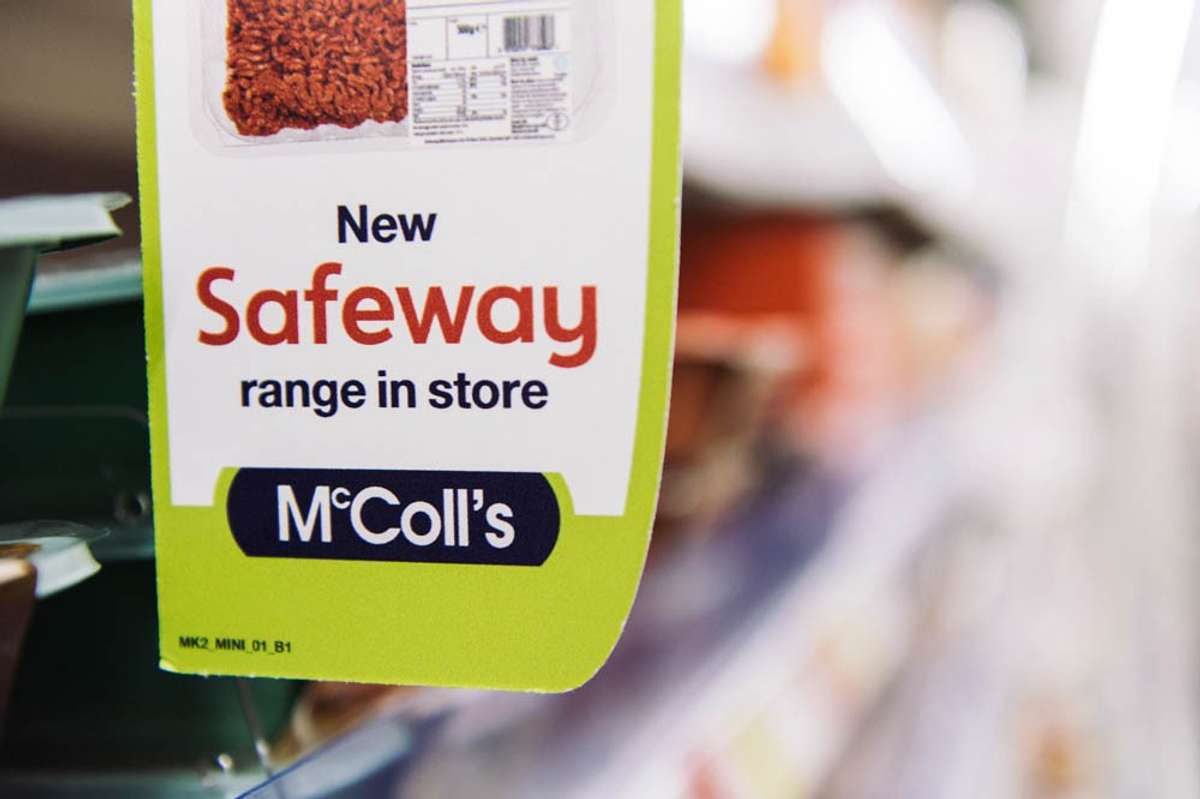 New
Safeway
range in store
McColl's
MK2_MINI_01_B1